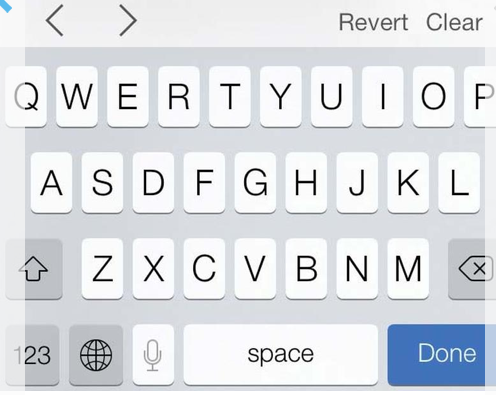 Revert Clear
Q W E R T Y U I O P
A S D F G H J K L
Z X C V B N M
123 space Done